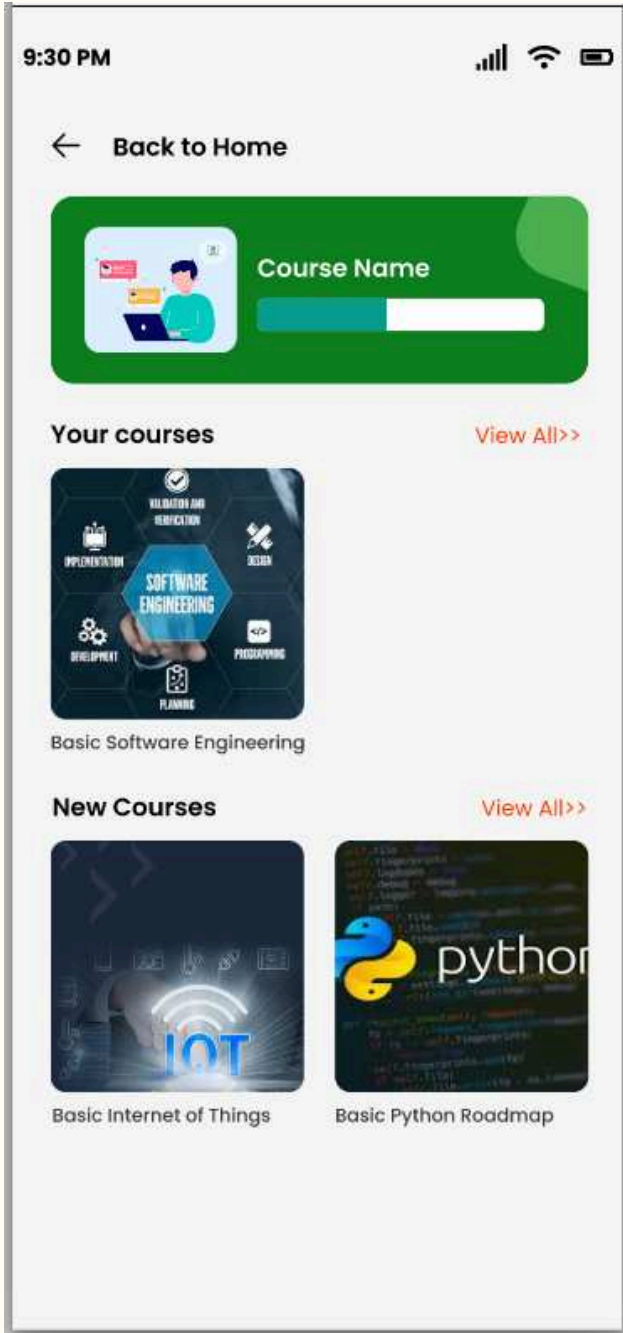 9:30 PM
Back to Home
Course Name
Your courses
View All>>
VALIDATION AND
VERIFICATION
IMPLEMENTATION
DESIGN
SOFTWARE
ENGINEERING
DEVELOPMENT
PROGRAMMING
PLANNING
Basic Software Engineering
New Courses
View All>>
IOT
python
Basic Internet of Things
Basic Python Roadmap